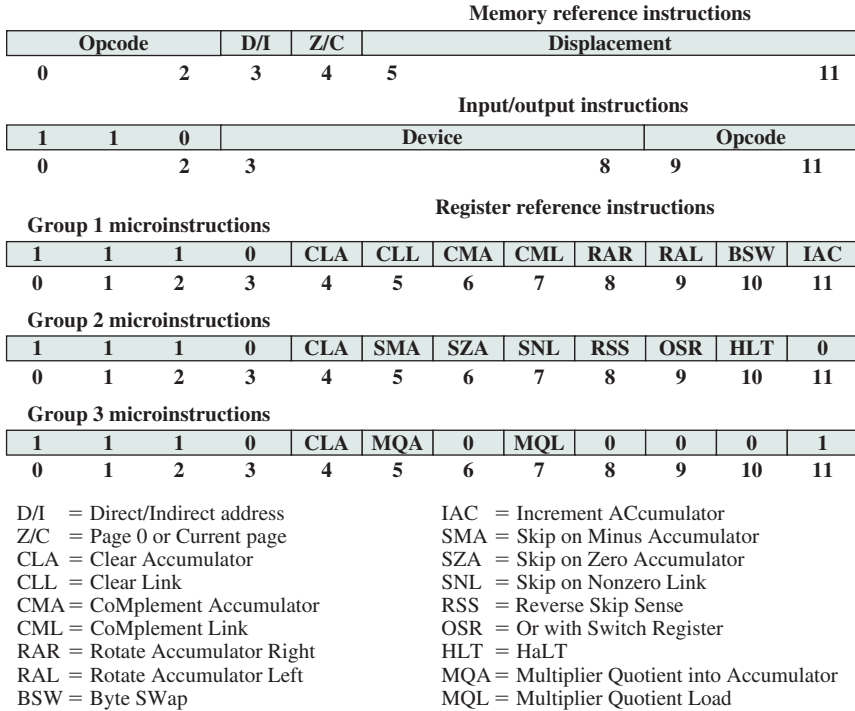 Memory reference instructions
Opcode D/I Z/C Displacement
0 2 3 4 5 11
Input/output instructions
1 1 0 Device Opcode
0 2 3 8 9 11
Register reference instructions
Group 1 microinstructions
1 1 1 0 CLA CLL CMA CML RAR RAL BSW IAC
0 1 2 3 4 5 6 7 8 9 10 11
Group 2 microinstructions
1 1 1 0 CLA SMA SZA SNL RSS OSR HLT 0
0 1 2 3 4 5 6 7 8 9 10 11
Group 3 microinstructions
1 1 1 0 CLA MQA 0 MQL 0 0 0 1
0 1 2 3 4 5 6 7 8 9 10 11
D/I = Direct/Indirect address
Z/C = Page 0 or Current page
CLA = Clear Accumulator
CLL = Clear Link
CMA = CoMplement Accumulator
CML = CoMplement Link
RAR = Rotate Accumulator Right
RAL = Rotate Accumulator Left
BSW = Byte SWap
IAC = Increment ACcumulator
SMA = Skip on Minus Accumulator
SZA = Skip on Zero Accumulator
SNL = Skip on Nonzero Link
RSS = Reverse Skip Sense
OSR = Or with Switch Register
HLT = HaLT
MQA = Multiplier Quotient into Accumulator
MQL = Multiplier Quotient Load